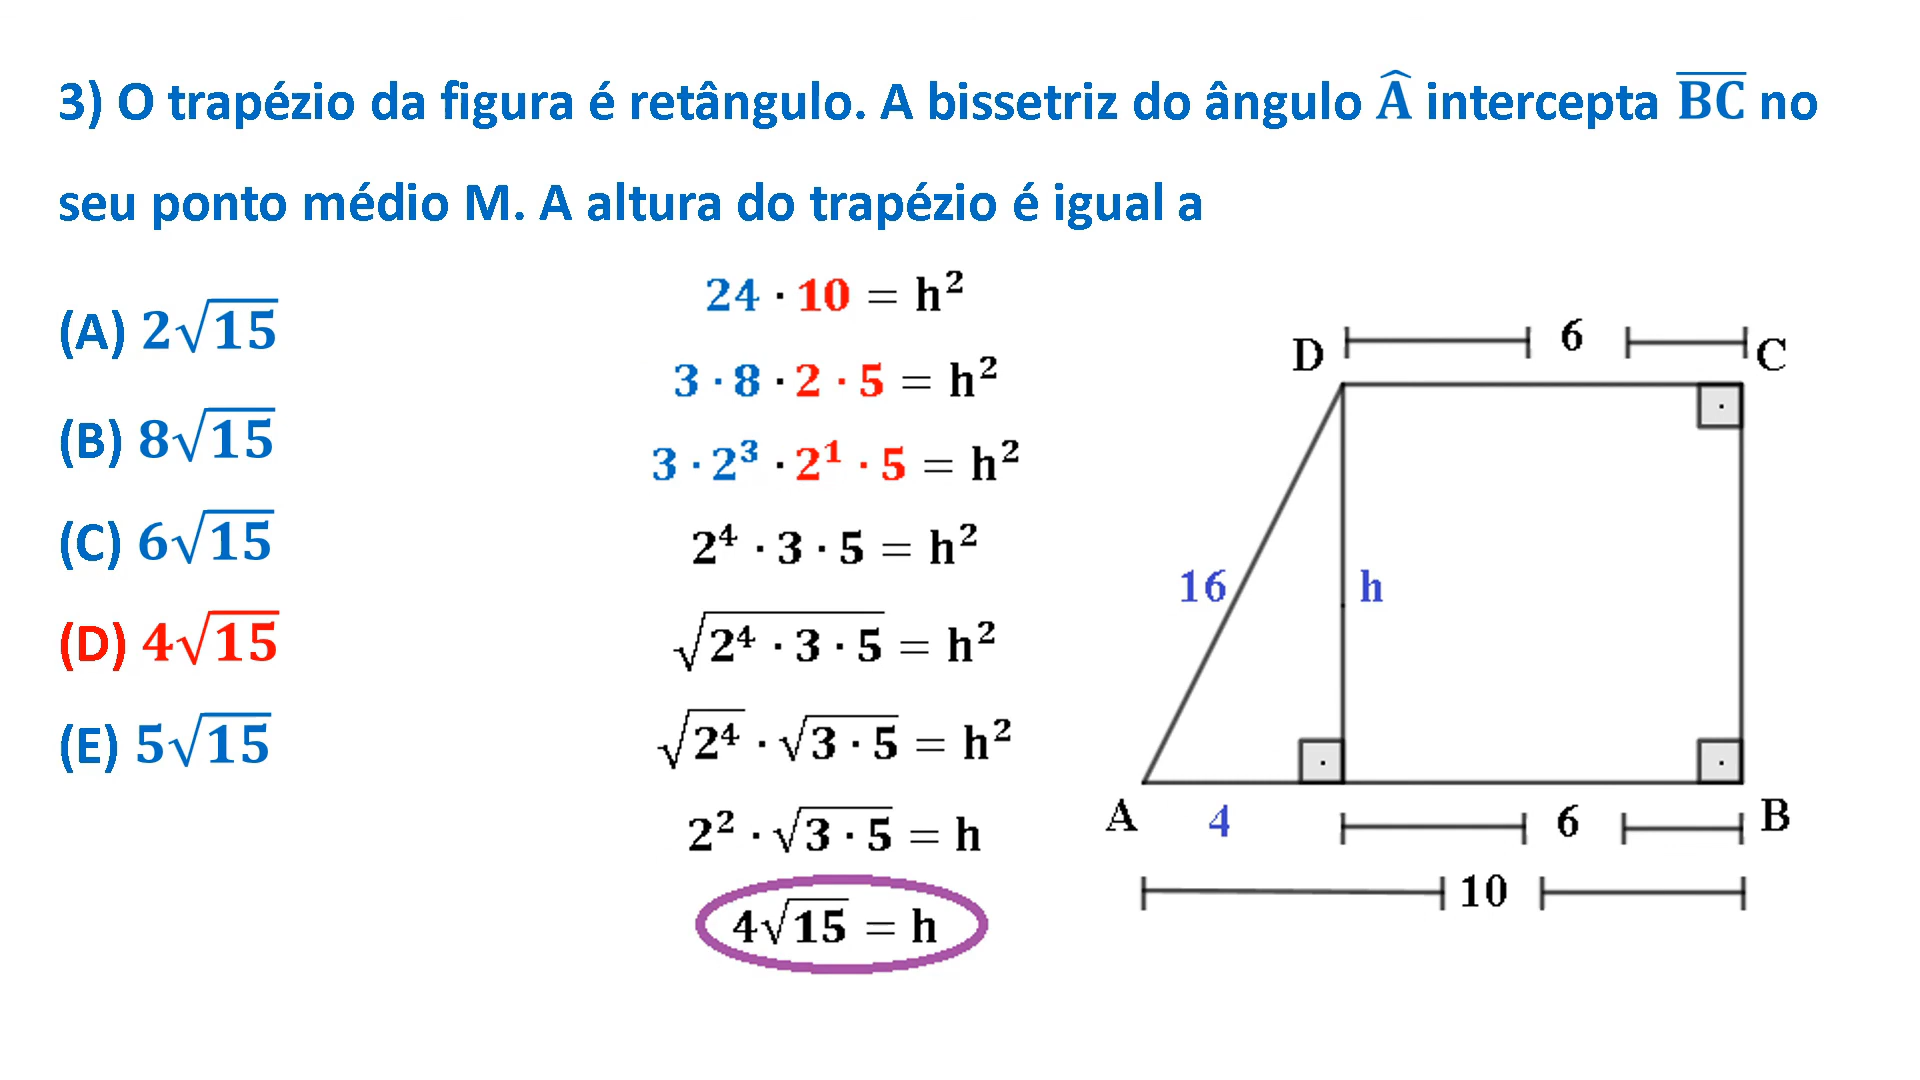 3) O trapézio da figura é retângulo. A bissetriz do ângulo Â intercepta B̅C̅ no
seu ponto médio M. A altura do trapézio é igual a
(A) 2√15
(B) 8√15
(C) 6√15
(D) 4√15
(E) 5√15
24 · 10 = h²
3 · 8 · 2 · 5 = h²
3 · 2³ · 2¹ · 5 = h²
2⁴ · 3 · 5 = h²
√(2⁴ · 3 · 5) = h²
√(2⁴) · √(3 · 5) = h²
2² · √(3 · 5) = h
4√15 = h
D 6 C
16 h
A 4 6 B
10